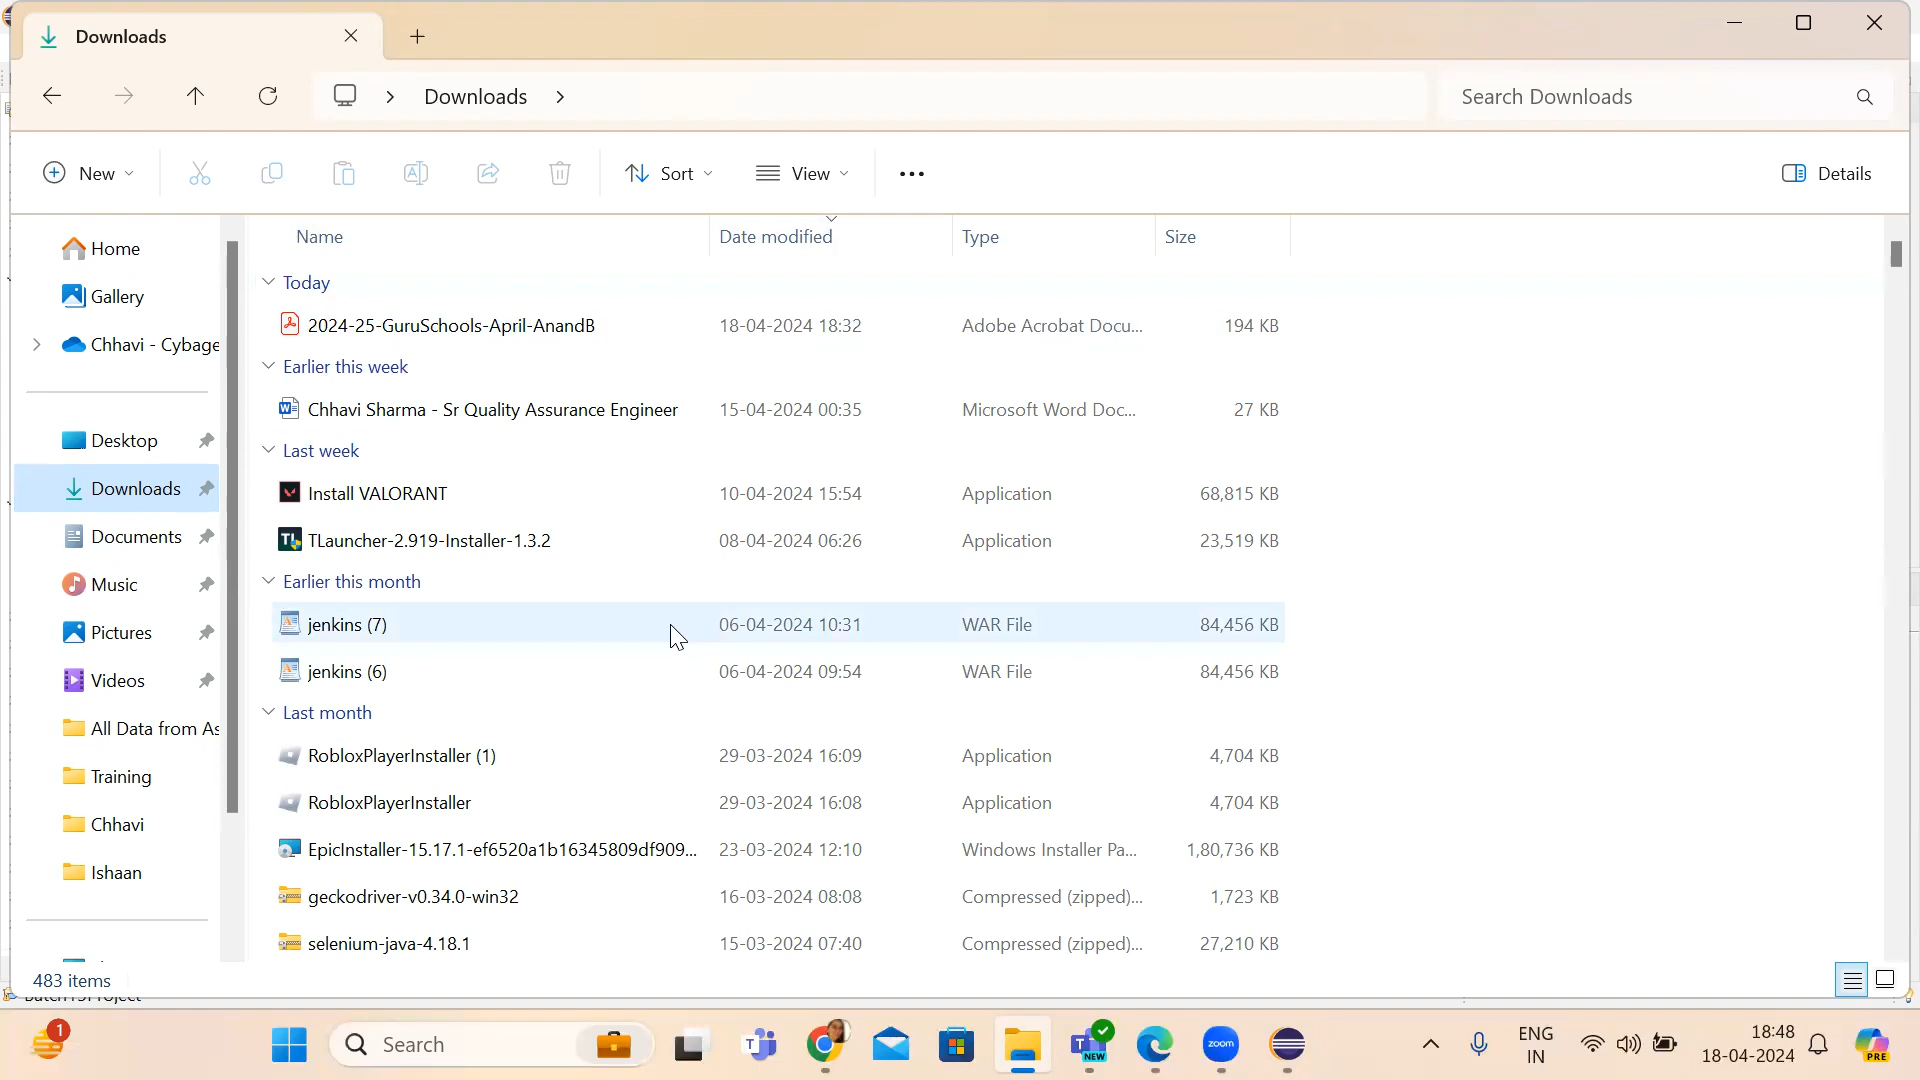 Downloads
Downloads
Search Downloads
New
Sort
View
Details
Home
Gallery
Chhavi - Cybage
Desktop
Downloads
Documents
Music
Pictures
Videos
All Data from As
Training
Chhavi
Ishaan
Name Date modified Type Size
Today
2024-25-GuruSchools-April-AnandB 18-04-2024 18:32 Adobe Acrobat Docu... 194 KB
Earlier this week
Chhavi Sharma - Sr Quality Assurance Engineer 15-04-2024 00:35 Microsoft Word Doc... 27 KB
Last week
Install VALORANT 10-04-2024 15:54 Application 68,815 KB
TLauncher-2.919-Installer-1.3.2 08-04-2024 06:26 Application 23,519 KB
Earlier this month
jenkins (7) 06-04-2024 10:31 WAR File 84,456 KB
jenkins (6) 06-04-2024 09:54 WAR File 84,456 KB
Last month
RobloxPlayerInstaller (1) 29-03-2024 16:09 Application 4,704 KB
RobloxPlayerInstaller 29-03-2024 16:08 Application 4,704 KB
EpicInstaller-15.17.1-ef6520a1b16345809df909... 23-03-2024 12:10 Windows Installer Pa... 1,80,736 KB
geckodriver-v0.34.0-win32 16-03-2024 08:08 Compressed (zipped)... 1,723 KB
selenium-java-4.18.1 15-03-2024 07:40 Compressed (zipped)... 27,210 KB
483 items
1
Search
NEW
zoom
ENG
IN
18:48
18-04-2024
PRE